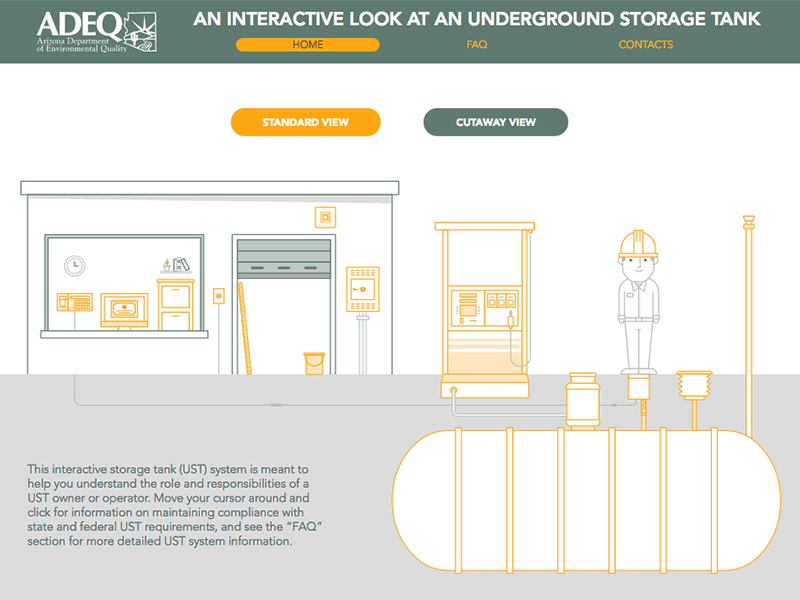 ADEQ
Arizona Department
of Environmental Quality
AN INTERACTIVE LOOK AT AN UNDERGROUND STORAGE TANK
HOME
FAQ
CONTACTS
STANDARD VIEW
CUTAWAY VIEW
This interactive storage tank (UST) system is meant to
help you understand the role and responsibilities of a
UST owner or operator. Move your cursor around and
click for information on maintaining compliance with
state and federal UST requirements, and see the “FAQ”
section for more detailed UST system information.